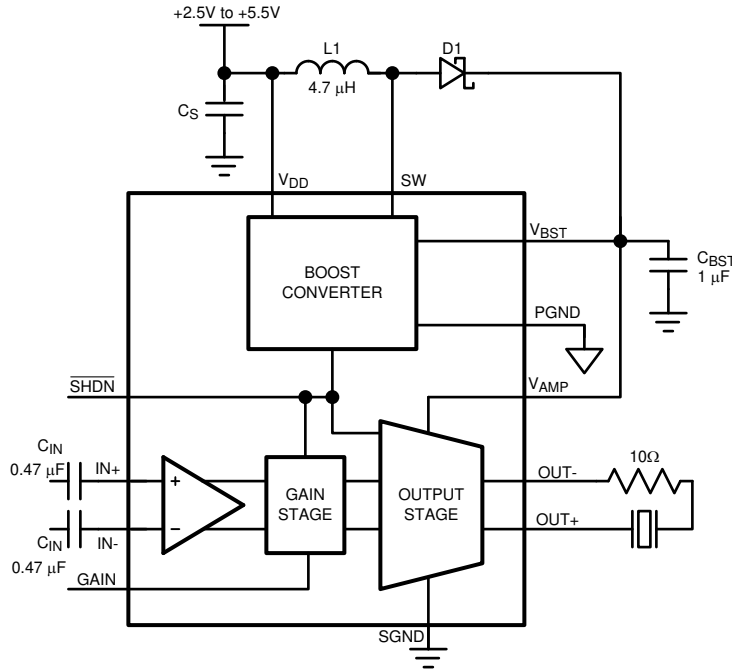 +2.5V to +5.5V
L1
4.7 μH
D1
CS
VDD
SW
VBST
CBST
1 μF
BOOST
CONVERTER
PGND
SHDN
VAMP
CIN
0.47 μF
IN+
+
GAIN
STAGE
OUTPUT
STAGE
OUT-
10Ω
OUT+
−
CIN
0.47 μF
IN-
GAIN
SGND